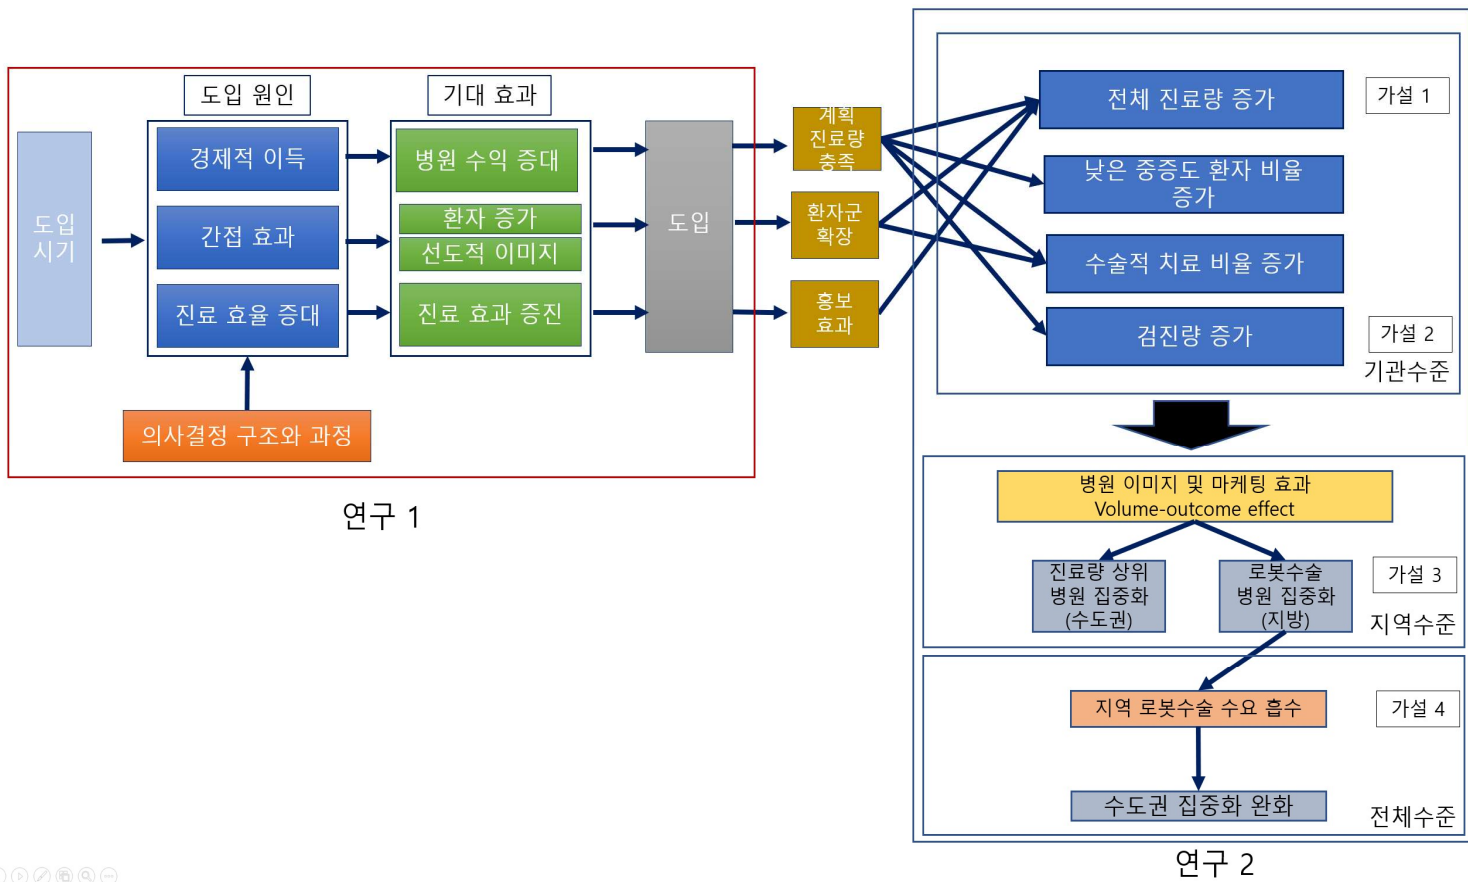 도입 원인
기대 효과
도입
시기
경제적 이득
간접 효과
진료 효율 증대
의사결정 구조와 과정
병원 수익 증대
환자 증가
선도적 이미지
진료 효과 증진
도입
연구 1
계획
진료량
충족
환자군
확장
홍보
효과
전체 진료량 증가
가설 1
낮은 중증도 환자 비율
증가
수술적 치료 비율 증가
검진량 증가
가설 2
기관수준
병원 이미지 및 마케팅 효과
Volume-outcome effect
진료량 상위
병원 집중화
(수도권)
로봇수술
병원 집중화
(지방)
가설 3
지역수준
지역 로봇수술 수요 흡수
가설 4
수도권 집중화 완화
전체수준
연구 2